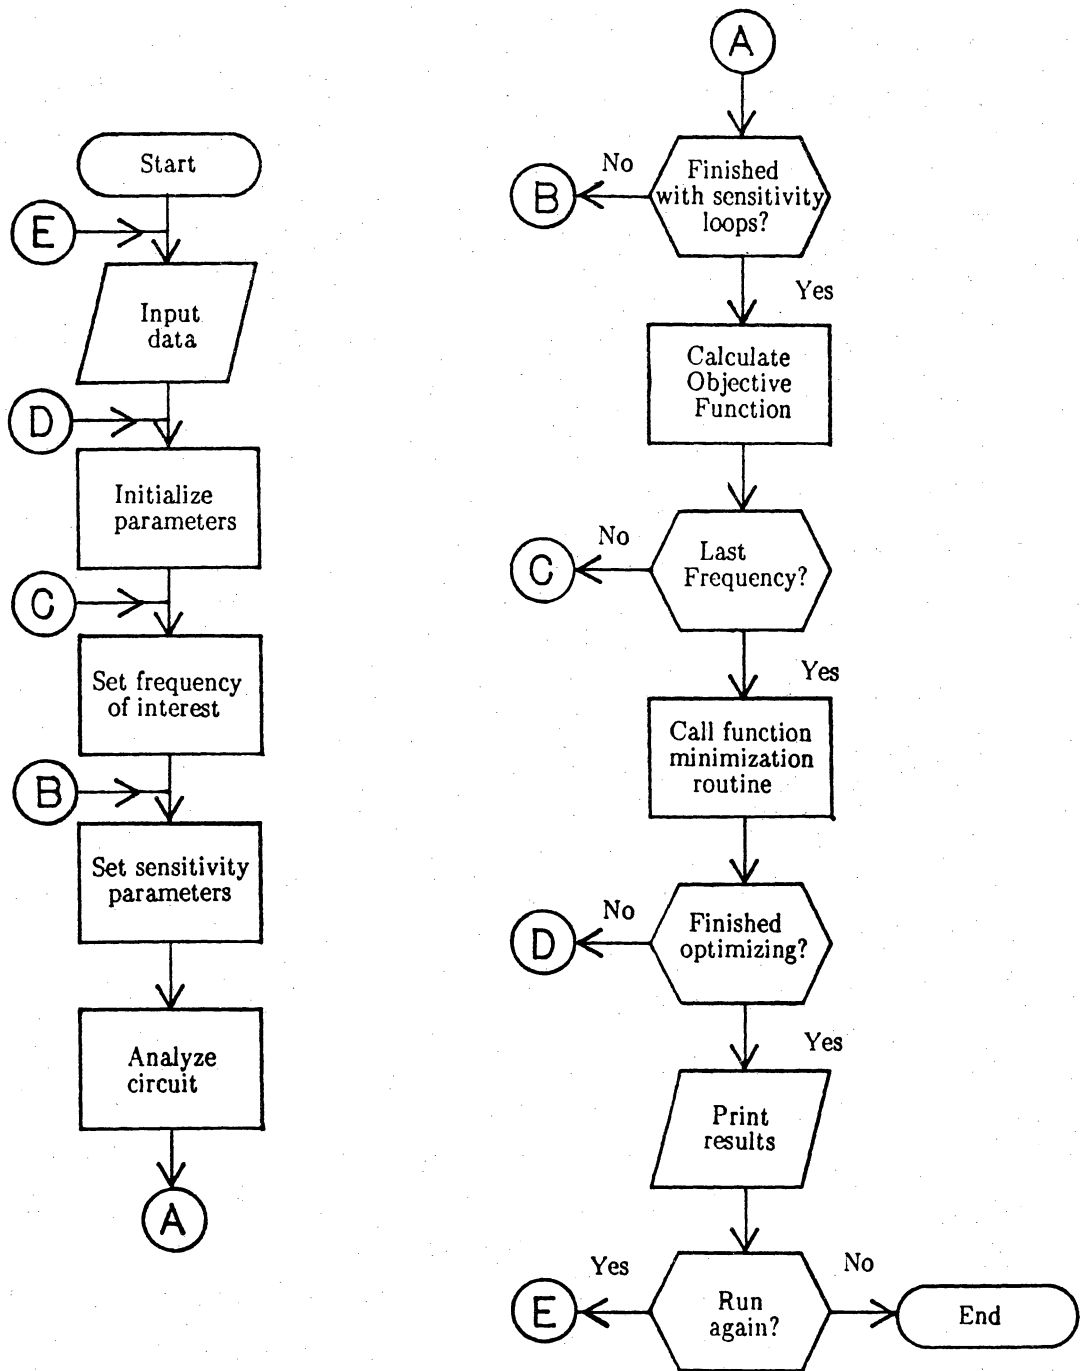 Start
E
Input
data
D
Initialize
parameters
C
Set frequency
of interest
B
Set sensitivity
parameters
Analyze
circuit
A
A
No
Finished
with sensitivity
loops?
B
Yes
Calculate
Objective
Function
No
Last
Frequency?
C
Yes
Call function
minimization
routine
No
Finished
optimizing?
D
Yes
Print
results
Yes
No
E
Run
again?
End